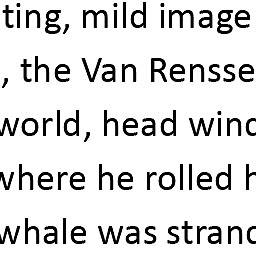 ting, mild image
, the Van Rensse
world, head wind
where he rolled h
whale was strand